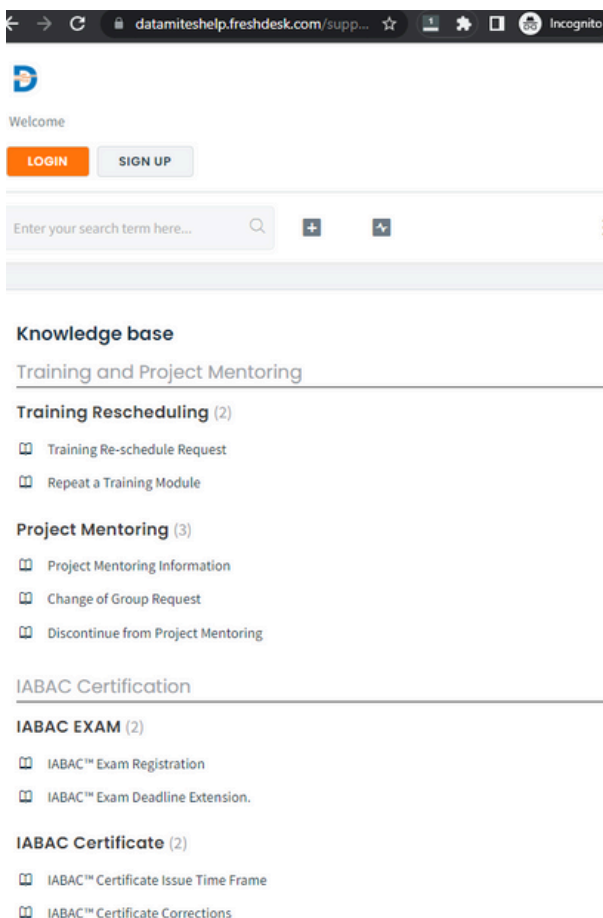 datamiteshelp.freshdesk.com/supp...
1
Incognito
D
Welcome
LOGIN
SIGN UP
Enter your search term here...
Knowledge base
Training and Project Mentoring
Training Rescheduling (2)
Training Re-schedule Request
Repeat a Training Module
Project Mentoring (3)
Project Mentoring Information
Change of Group Request
Discontinue from Project Mentoring
IABAC Certification
IABAC EXAM (2)
IABAC™ Exam Registration
IABAC™ Exam Deadline Extension.
IABAC Certificate (2)
IABAC™ Certificate Issue Time Frame
IABAC™ Certificate Corrections